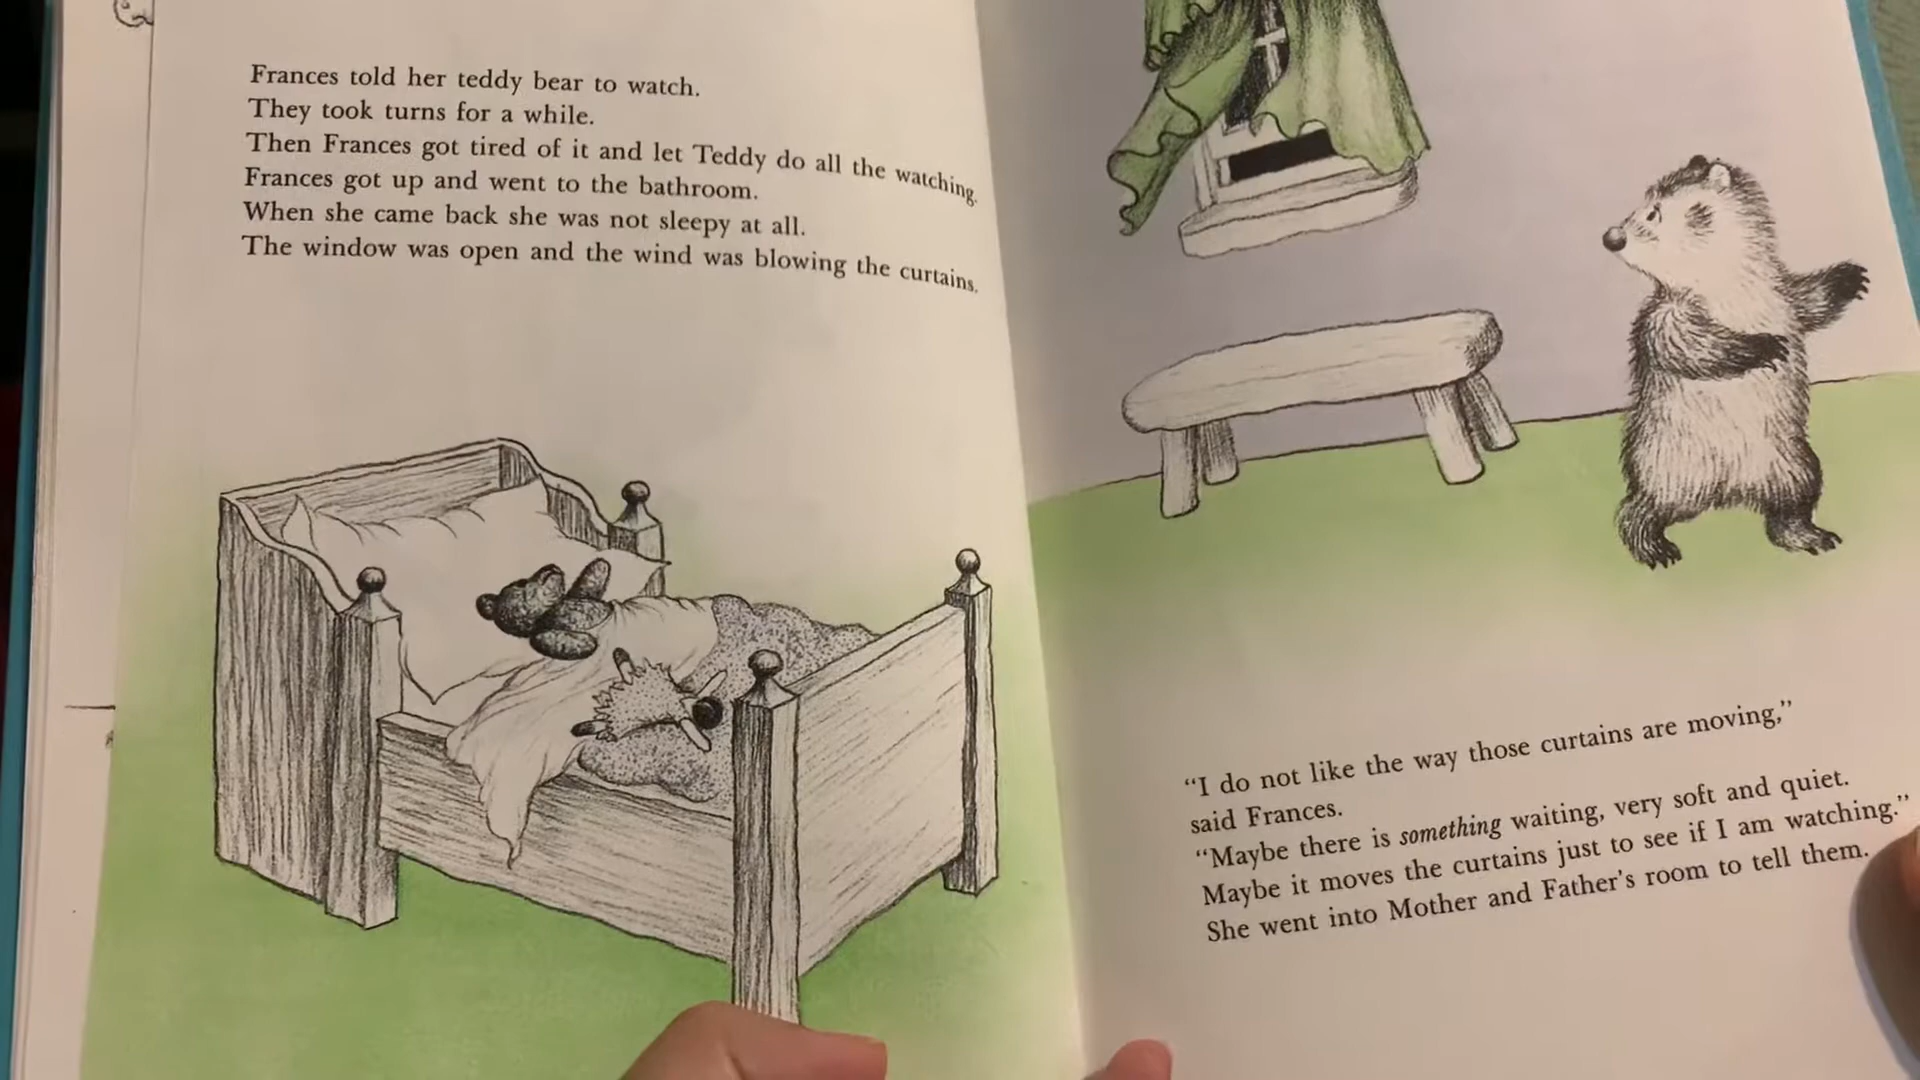 Frances told her teddy bear to watch.
They took turns for a while.
Then Frances got tired of it and let Teddy do all the watching.
Frances got up and went to the bathroom.
When she came back she was not sleepy at all.
The window was open and the wind was blowing the curtains.
“I do not like the way those curtains are moving,”
said Frances.
“Maybe there is something waiting, very soft and quiet.
Maybe it moves the curtains just to see if I am watching.”
She went into Mother and Father’s room to tell them.